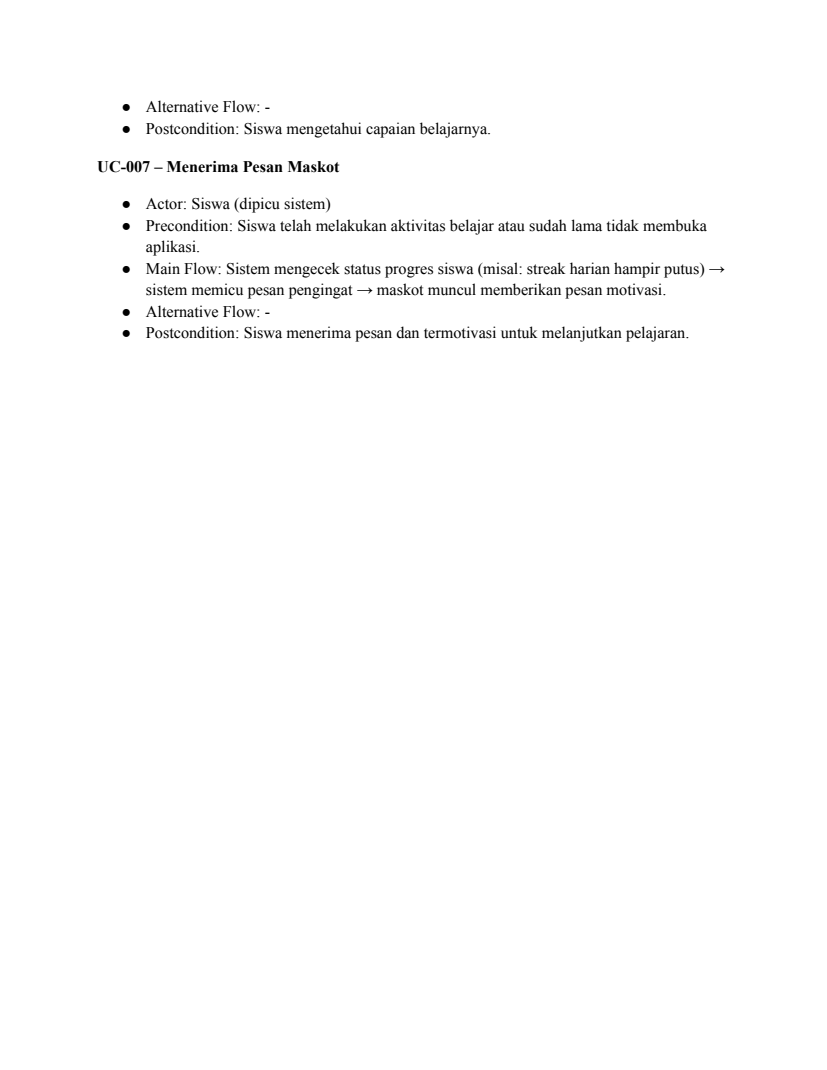 ● Alternative Flow: -
● Postcondition: Siswa mengetahui capaian belajarnya.
UC-007 – Menerima Pesan Maskot
● Actor: Siswa (dipicu sistem)
● Precondition: Siswa telah melakukan aktivitas belajar atau sudah lama tidak membuka
aplikasi.
● Main Flow: Sistem mengecek status progres siswa (misal: streak harian hampir putus) →
sistem memicu pesan pengingat → maskot muncul memberikan pesan motivasi.
● Alternative Flow: -
● Postcondition: Siswa menerima pesan dan termotivasi untuk melanjutkan pelajaran.